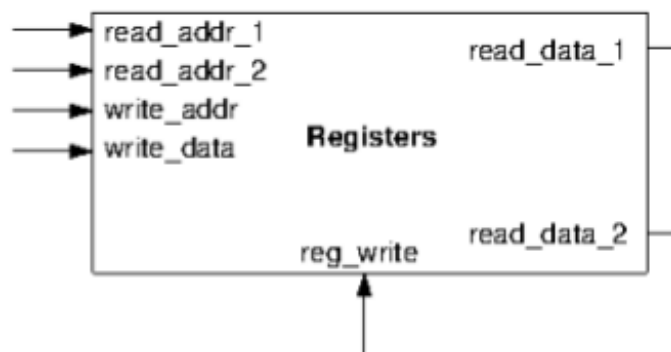 read_addr_1
read_addr_2
write_addr
write_data
Registers
read_data_1
read_data_2
reg_write